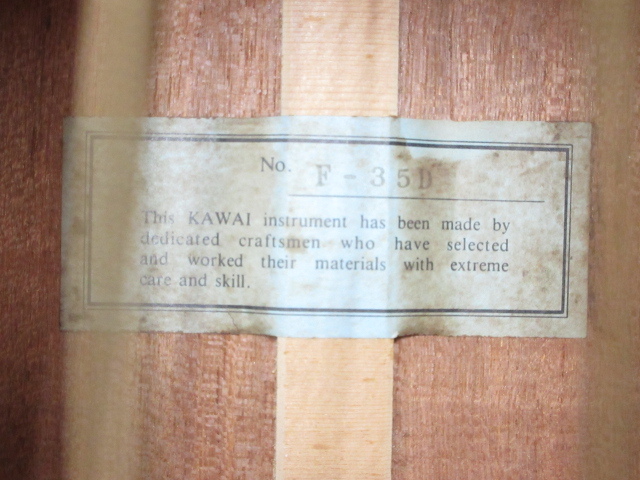 No. F-35D
This KAWAI instrument has been made by
dedicated craftsmen who have selected
and worked their materials with extreme
care and skill.